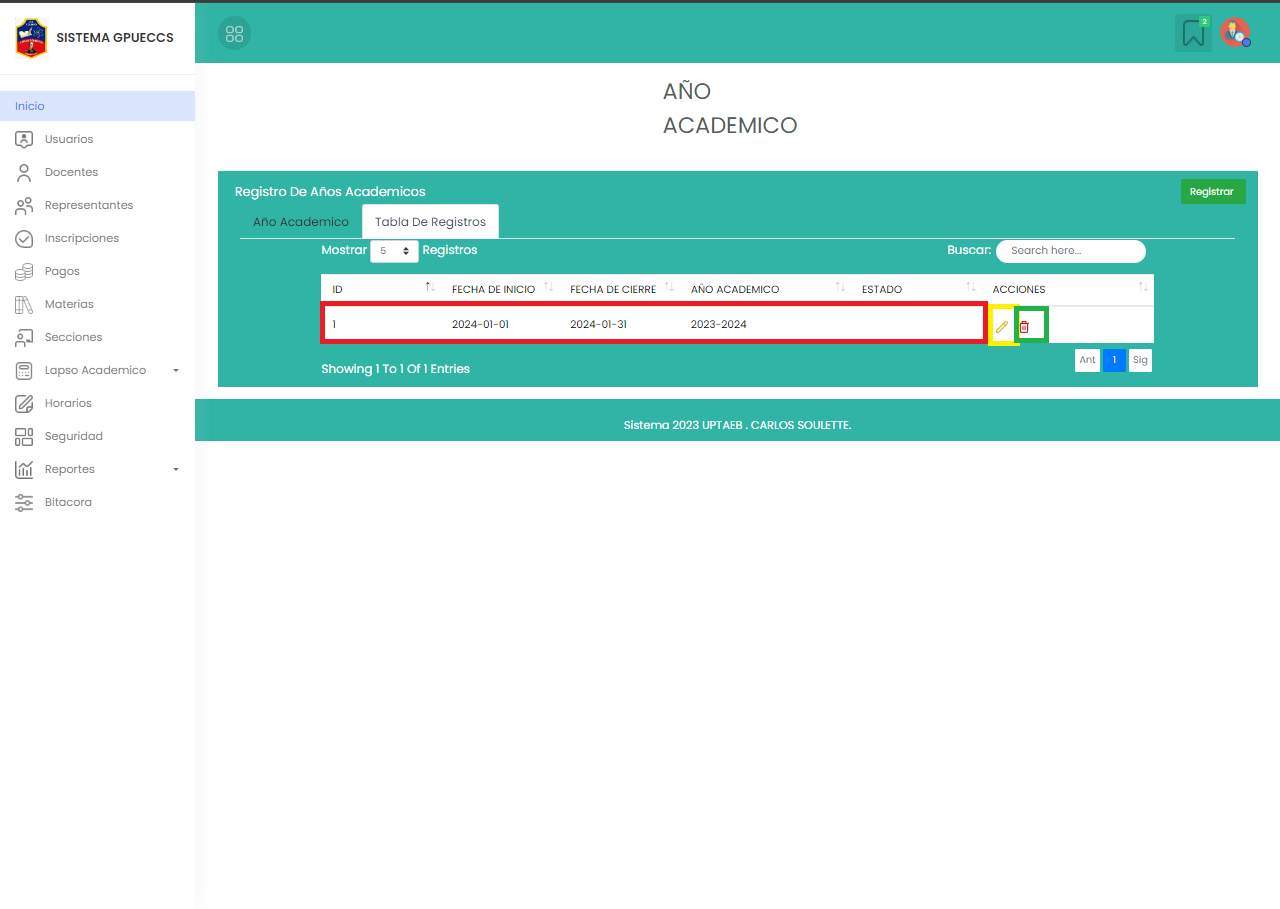 SISTEMA GPUECCS
2
Inicio
Usuarios
Docentes
Representantes
Inscripciones
Pagos
Materias
Secciones
Lapso Academico
Horarios
Seguridad
Reportes
Bitacora
AÑO
ACADEMICO
Registro De Años Academicos
Registrar
Año Academico Tabla De Registros
Mostrar 5 Registros Buscar: Search here...
ID FECHA DE INICIO FECHA DE CIERRE AÑO ACADEMICO ESTADO ACCIONES
1 2024-01-01 2024-01-31 2023-2024
Showing 1 To 1 Of 1 Entries
Ant 1 Sig
Sistema 2023 UPTAEB . CARLOS SOULETTE.